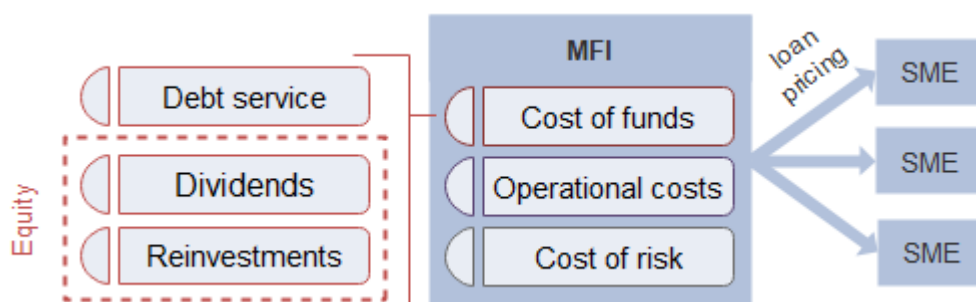 Equity
Debt service
Dividends
Reinvestments
MFI
Cost of funds
Operational costs
Cost of risk
loan
pricing
SME
SME
SME